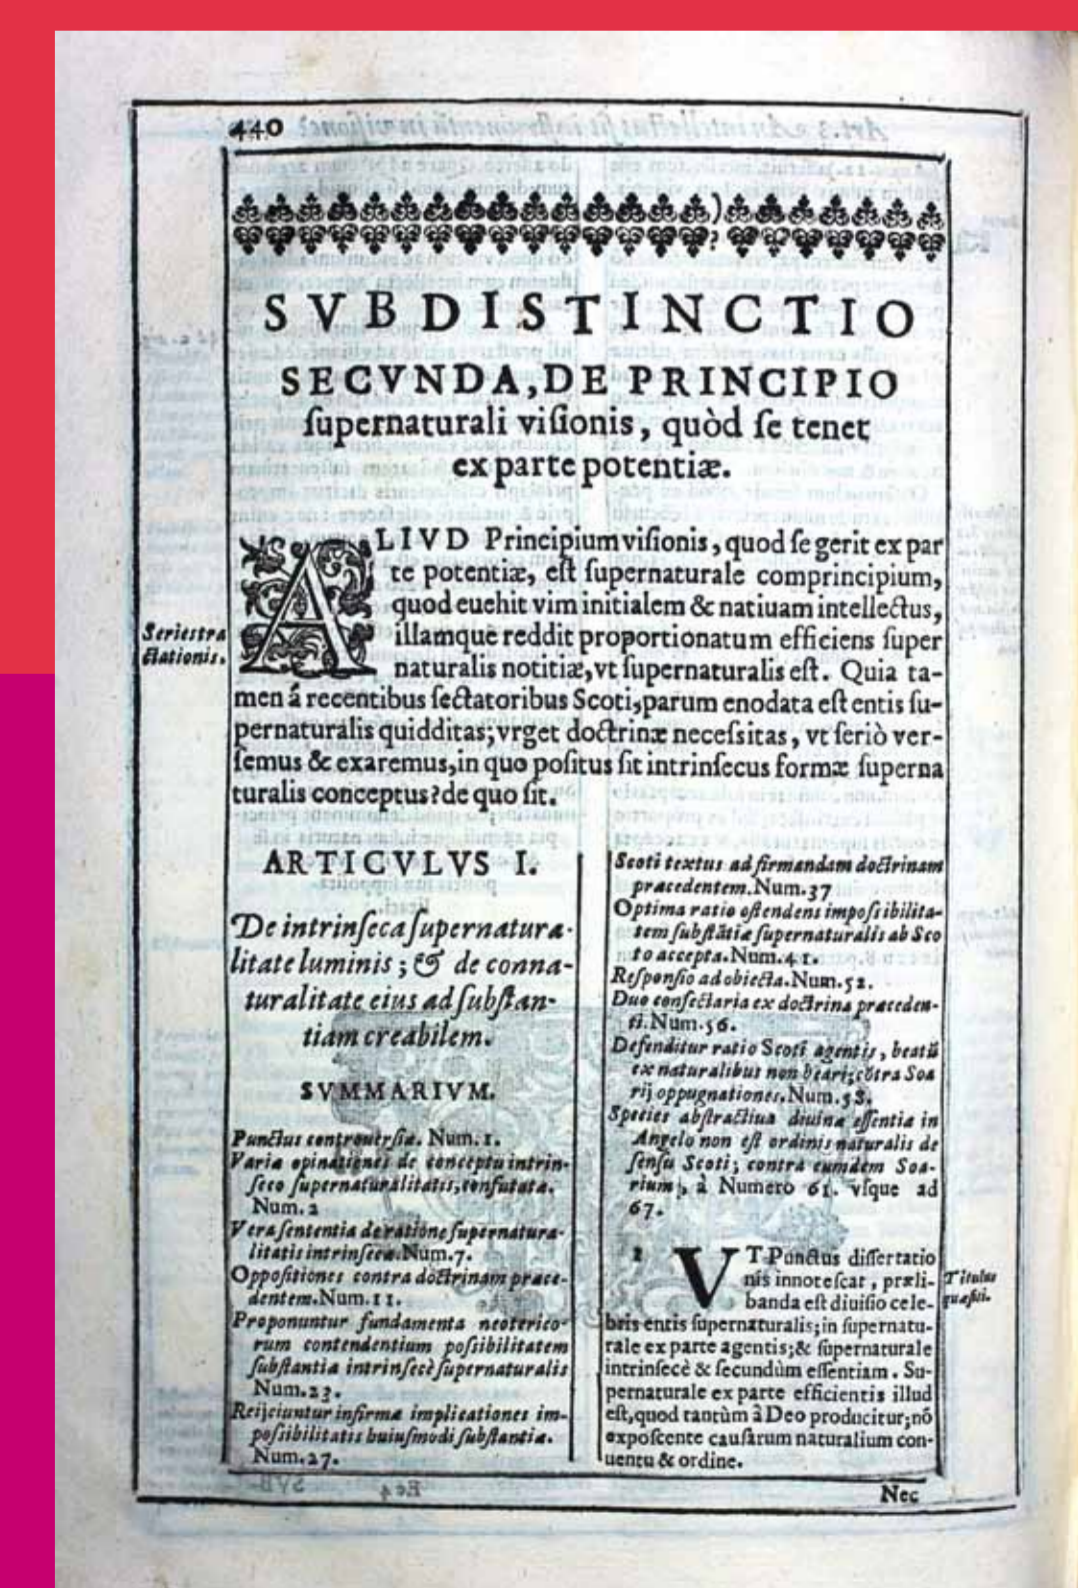 440
SVBDISTINCTIO
SECVNDA, DE PRINCIPIO
ſupernaturali viſionis, quòd ſe tenet
ex parte potentiæ.
ALIVD Principium viſionis, quod ſe gerit ex par
te potentiæ, eſt ſupernaturale comprincipium,
quod euehit vim initialem & natiuam intellectus,
illamque reddit proportionatum efficiens ſuper
naturalis notitiæ, vt ſupernaturalis eſt. Quia ta-
men á recentibus ſectatoribus Scoti, parum enodata eſt entis ſu-
pernaturalis quidditas; vrget doctrinæ neceſsitas, vt ſeriò ver-
ſemus & exaremus, in quo poſitus ſit intrinſecus formæ ſuperna
turalis conceptus? de quo ſit.
Seriestra
ctationis.
ARTICVLVS I.
De intrinſeca ſupernatura-
litate luminis; & de conna-
turalitate eius ad ſubſtan-
tiam creabilem.
SVMMARIVM.
Punctus controuerſiæ. Num. 1.
Variæ opinationes de conceptu intrin-
ſeco ſupernaturalitatis, confutatæ.
Num. 2
Vera ſententia de ratione ſupernatura-
litatis intrinſecæ. Num. 7.
Oppoſitiones contra doctrinam præce-
dentem. Num. 11.
Proponuntur fundamenta neoterico-
rum contendentium poſsibilitatem
ſubſtantiæ intrinſecè ſupernaturalis
Num. 23.
Reijciuntur infirmæ implicationes im-
poſsibilitatis huiuſmodi ſubſtantiæ.
Num. 27.
Scoti textus ad firmandam doctrinam
præcedentem. Num. 37
Optima ratio oſtendens impoſsibilita-
tem ſubſtãtiæ ſupernaturalis ab Sco
to accepta. Num. 41.
Reſponſio ad obiecta. Num. 52.
Duo conſectaria ex doctrina præceden-
ti. Num. 56.
Defenditur ratio Scoti agentis, beatũ
ex naturalibus non beari; cõtra Soa
rij oppugnationes. Num. 58.
Species abſtractiua diuinæ eſſentiæ in
Angelo non eſt ordinis naturalis de
ſenſu Scoti; contrà eumdem Soa-
rium, à Numero 61. vſque ad
67.
1 VT Punctus diſſertatio
nis innoteſcat, præli-
banda eſt diuiſio cele-
bris entis ſupernaturalis; in ſupernatu-
rale ex parte agentis; & ſupernaturale
intrinſecè & ſecundùm eſſentiam. Su-
pernaturale ex parte efficientis illud
eſt, quod tantùm à Deo producitur; nõ
expoſcente cauſarum naturalium con-
uentu & ordine.
Titulus
quæſiti.
Nec